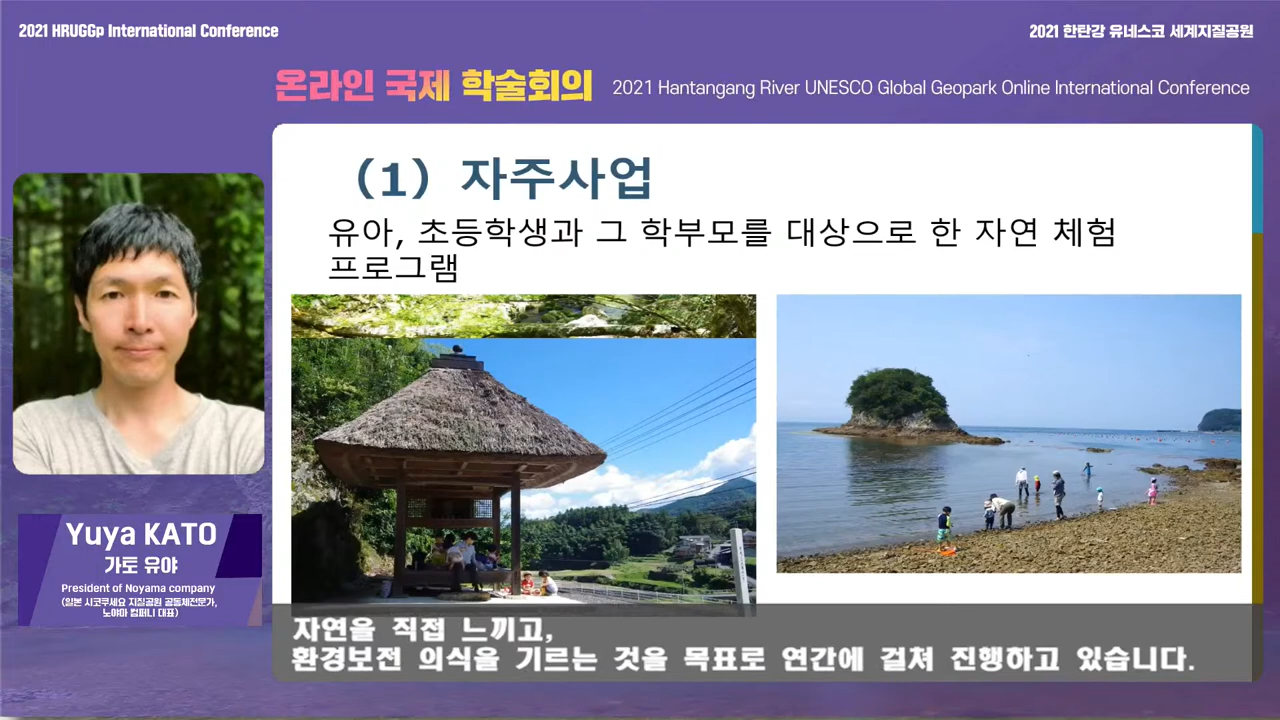 2021 HRUGGp International Conference
2021 한탄강 유네스코 세계지질공원
온라인 국제 학술회의 2021 Hantangang River UNESCO Global Geopark Online International Conference
(1) 자주사업
유아, 초등학생과 그 학부모를 대상으로 한 자연 체험
프로그램
Yuya KATO
가토 유야
President of Noyama company
(일본 시코쿠세요 지질공원 공동체전문가,
노야마 컴퍼니 대표)
자연을 직접 느끼고,
환경보전 의식을 기르는 것을 목표로 연간에 걸쳐 진행하고 있습니다.